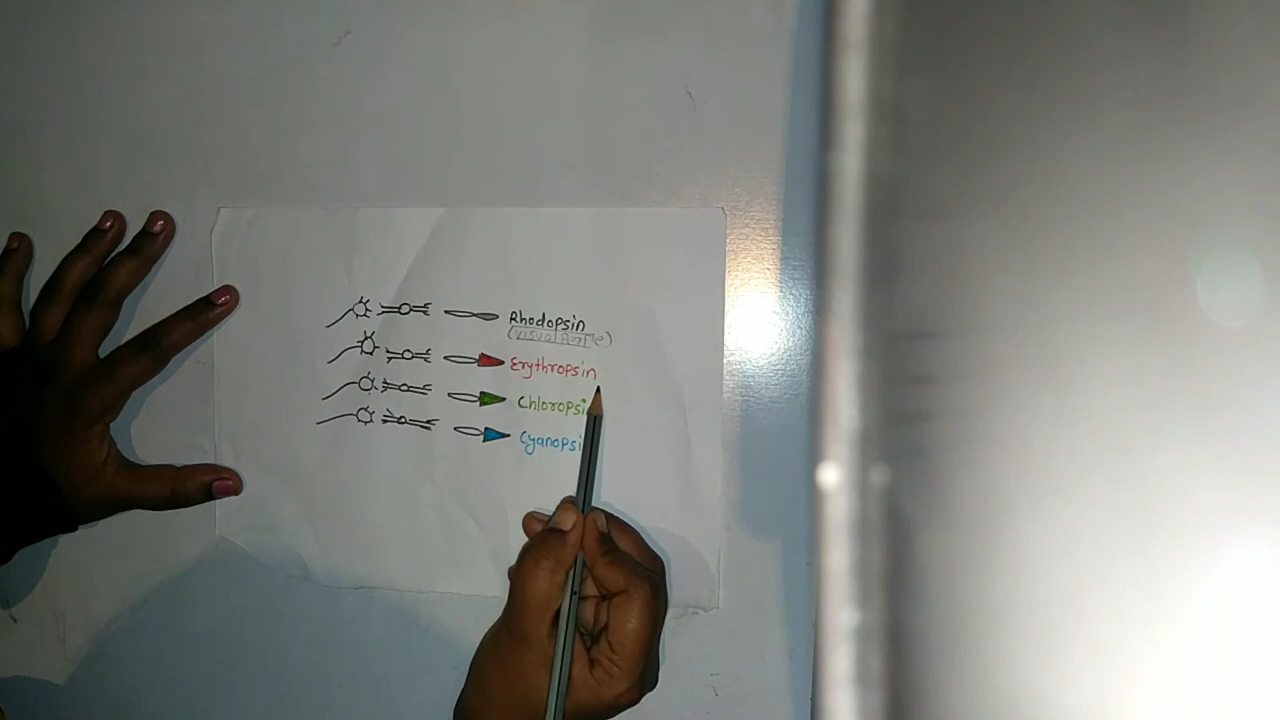 Rhodopsin
(Visual Purple)
Erythropsin
Chloropsi
Cyanopsi